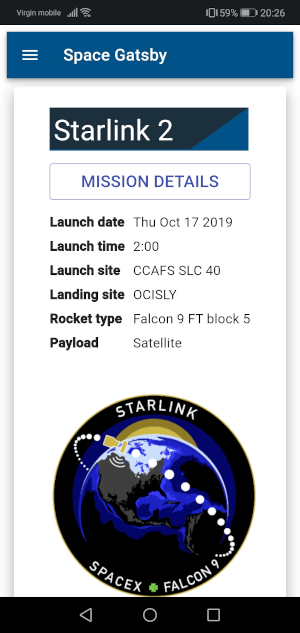 Virgin mobile 59% 20:26
Space Gatsby
Starlink 2
MISSION DETAILS
Launch date Thu Oct 17 2019
Launch time 2:00
Launch site CCAFS SLC 40
Landing site OCISLY
Rocket type Falcon 9 FT block 5
Payload Satellite
STARLINK
SPACEX FALCON 9